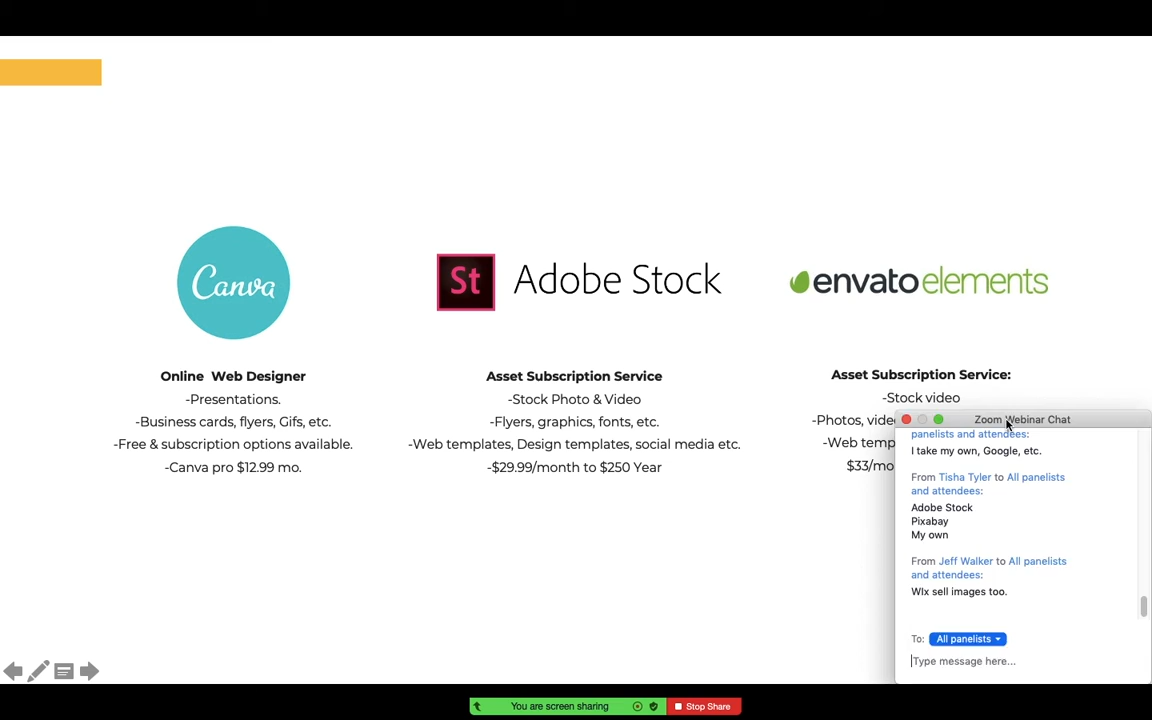 Canva
St Adobe Stock
envato elements
Online Web Designer
-Presentations.
-Business cards, flyers, Gifs, etc.
-Free & subscription options available.
-Canva pro $12.99 mo.
Asset Subscription Service
-Stock Photo & Video
-Flyers, graphics, fonts, etc.
-Web templates, Design templates, social media etc.
-$29.99/month to $250 Year
Asset Subscription Service:
-Stock video
-Photos,
-Web
$33/mo
Zoom Webinar Chat
panelists and attendees:
I take my own, Google, etc.
From Tisha Tyler to All panelists
and attendees:
Adobe Stock
Pixabay
My own
From Jeff Walker to All panelists
and attendees:
WIx sell images too.
To: All panelists
Type message here...
You are screen sharing
Stop Share